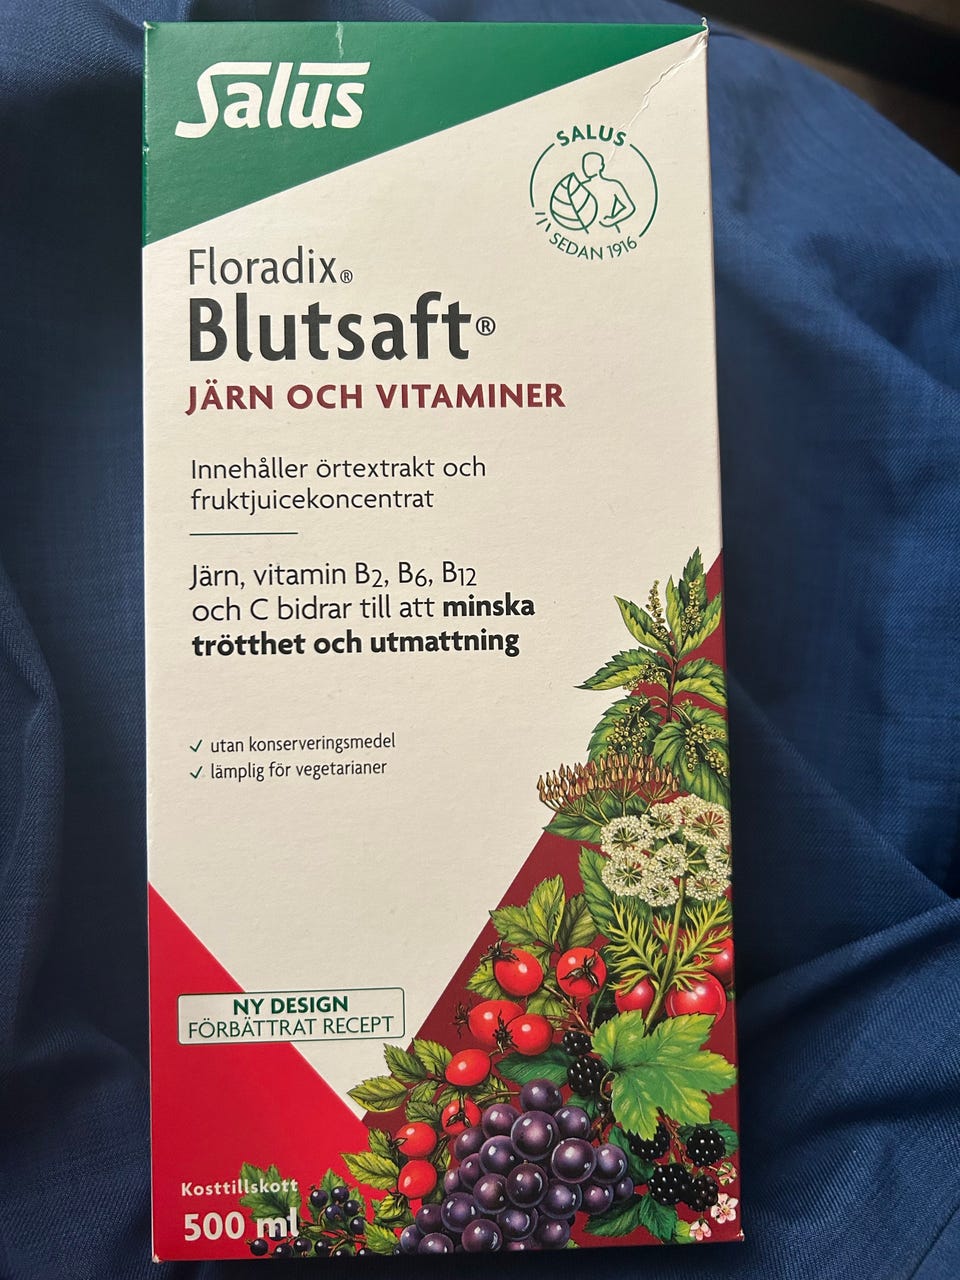 Salus
SALUS
SEDAN 1916
Floradix®
Blutsaft®
JÄRN OCH VITAMINER
Innehåller örtextrakt och
fruktjuicekoncentrat
Järn, vitamin B2, B6, B12
och C bidrar till att minska
trötthet och utmattning
✓ utan konserveringsmedel
✓ lämplig för vegetarianer
NY DESIGN
FÖRBÄTTRAT RECEPT
Kosttillskott
500 ml